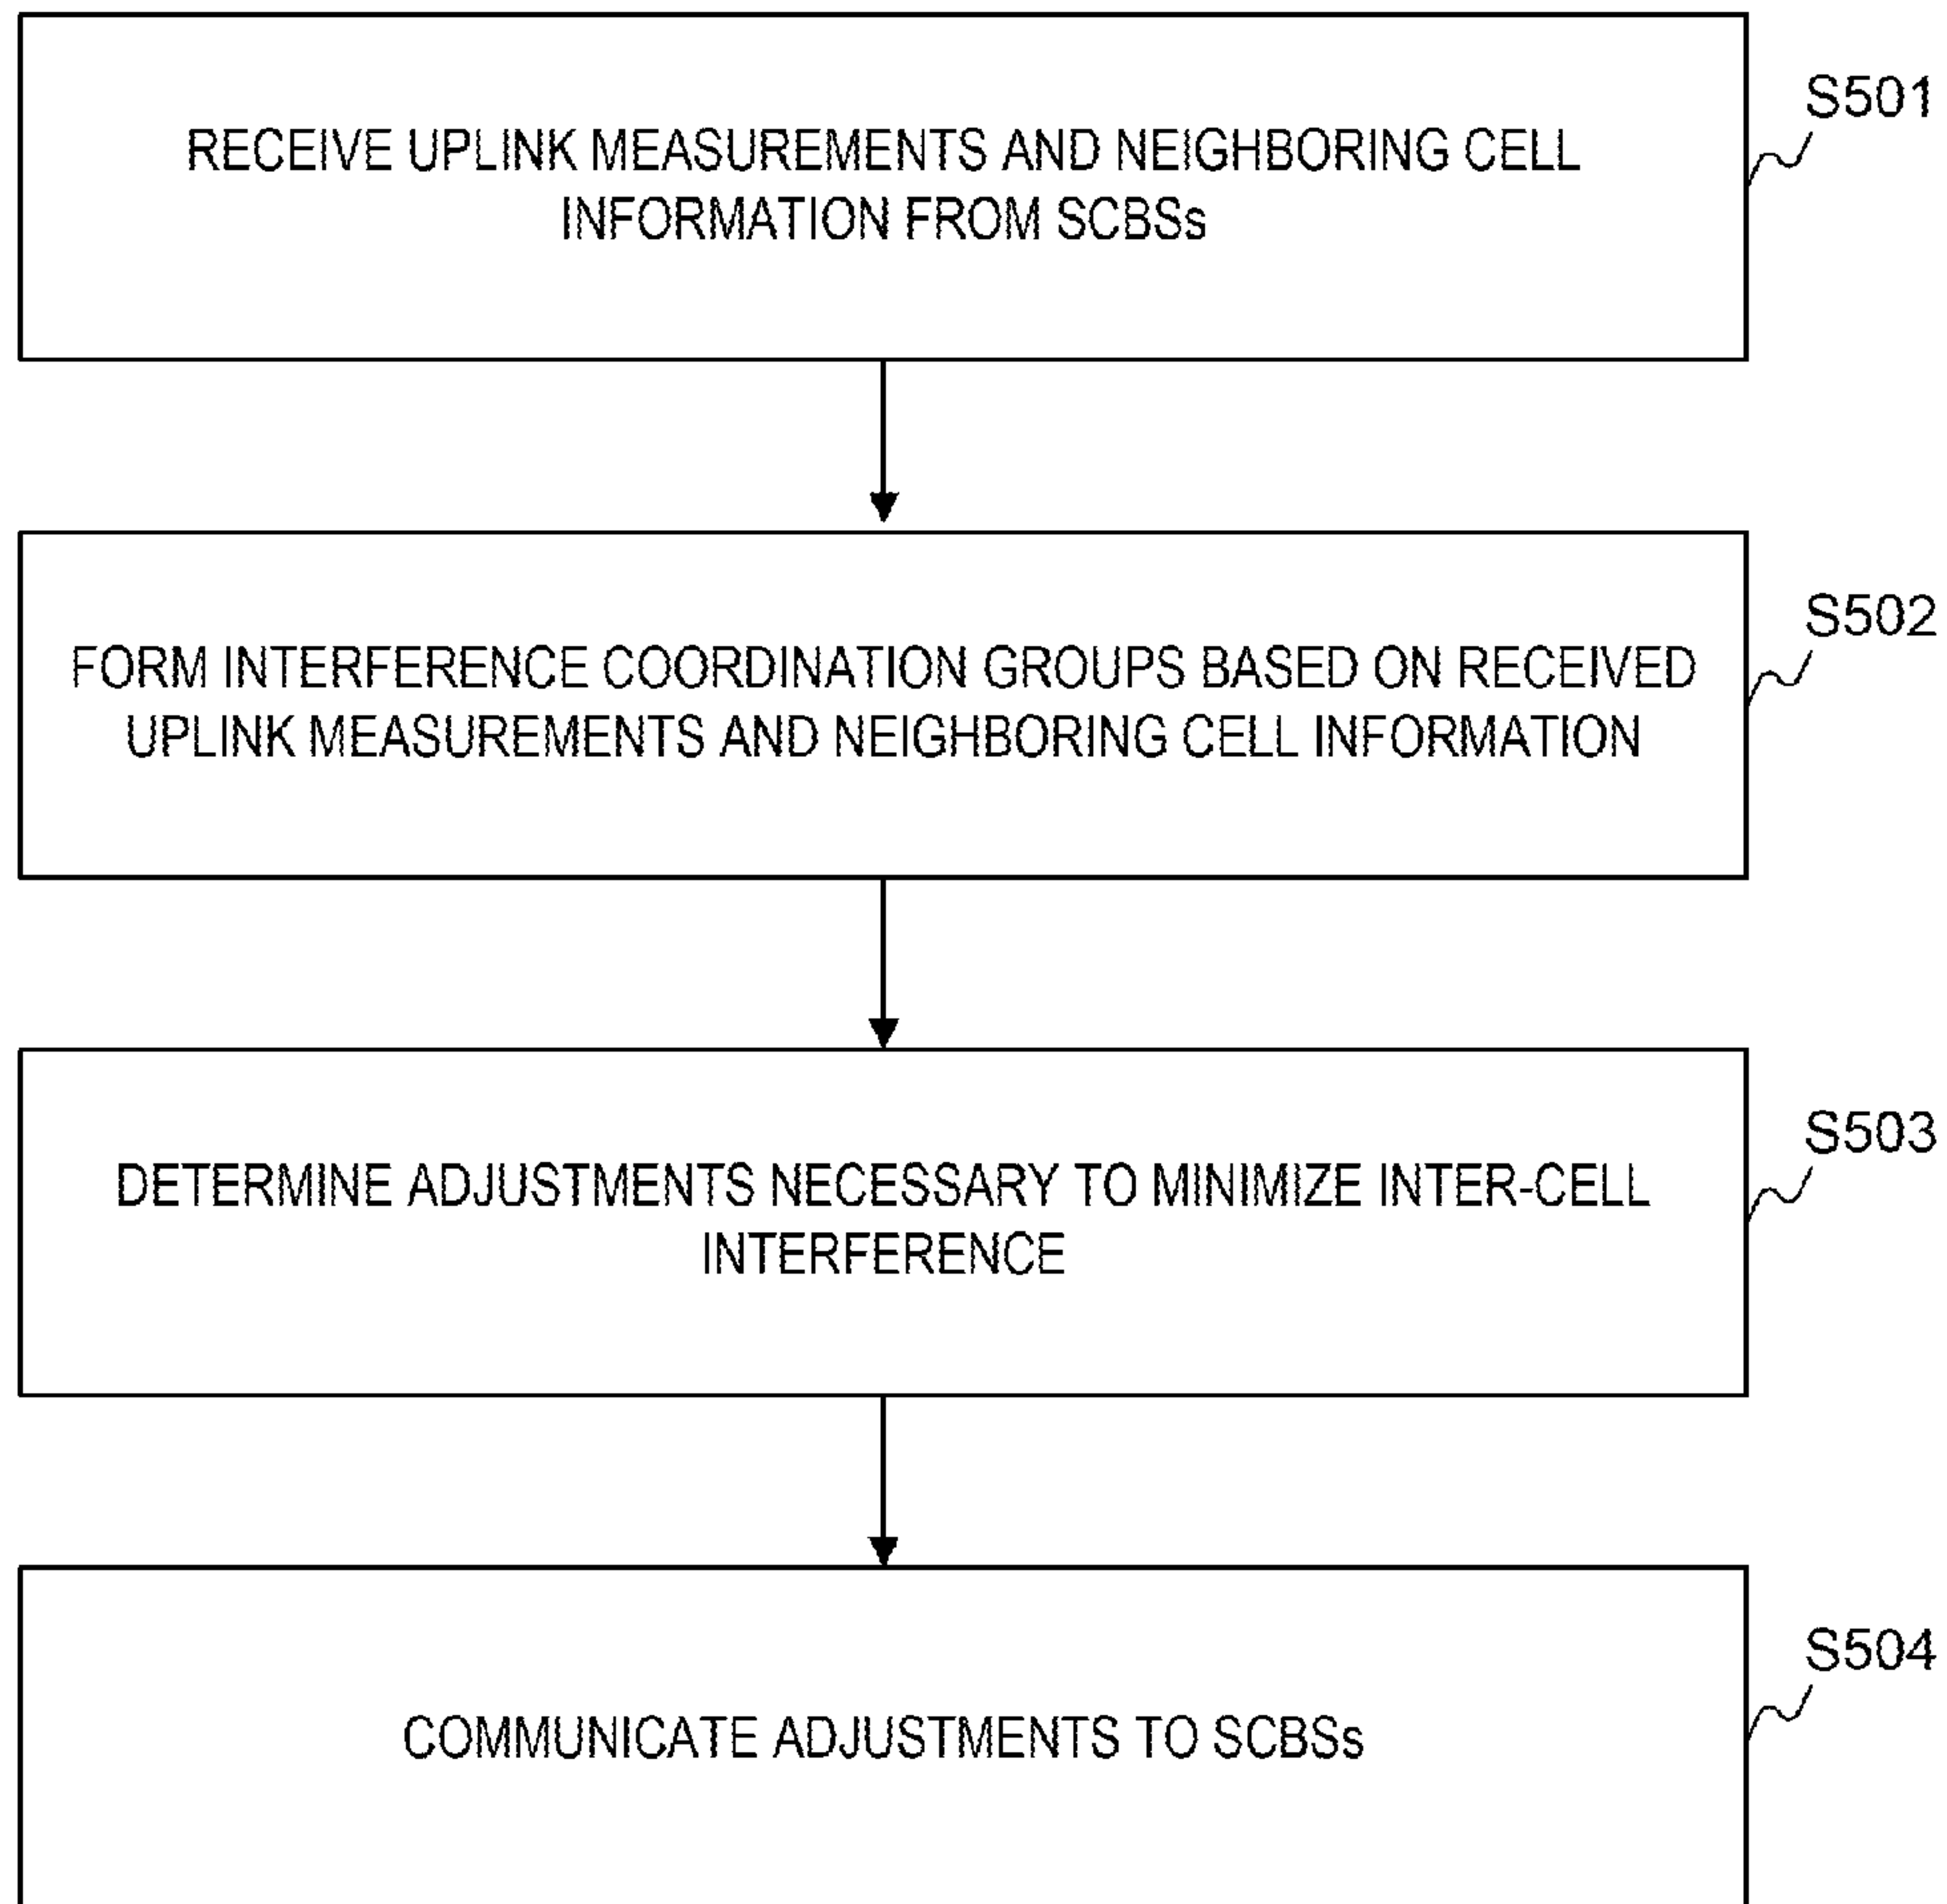 S501
RECEIVE UPLINK MEASUREMENTS AND NEIGHBORING CELL
INFORMATION FROM SCBSs
S502
FORM INTERFERENCE COORDINATION GROUPS BASED ON RECEIVED
UPLINK MEASUREMENTS AND NEIGHBORING CELL INFORMATION
S503
DETERMINE ADJUSTMENTS NECESSARY TO MINIMIZE INTER-CELL
INTERFERENCE
S504
COMMUNICATE ADJUSTMENTS TO SCBSs